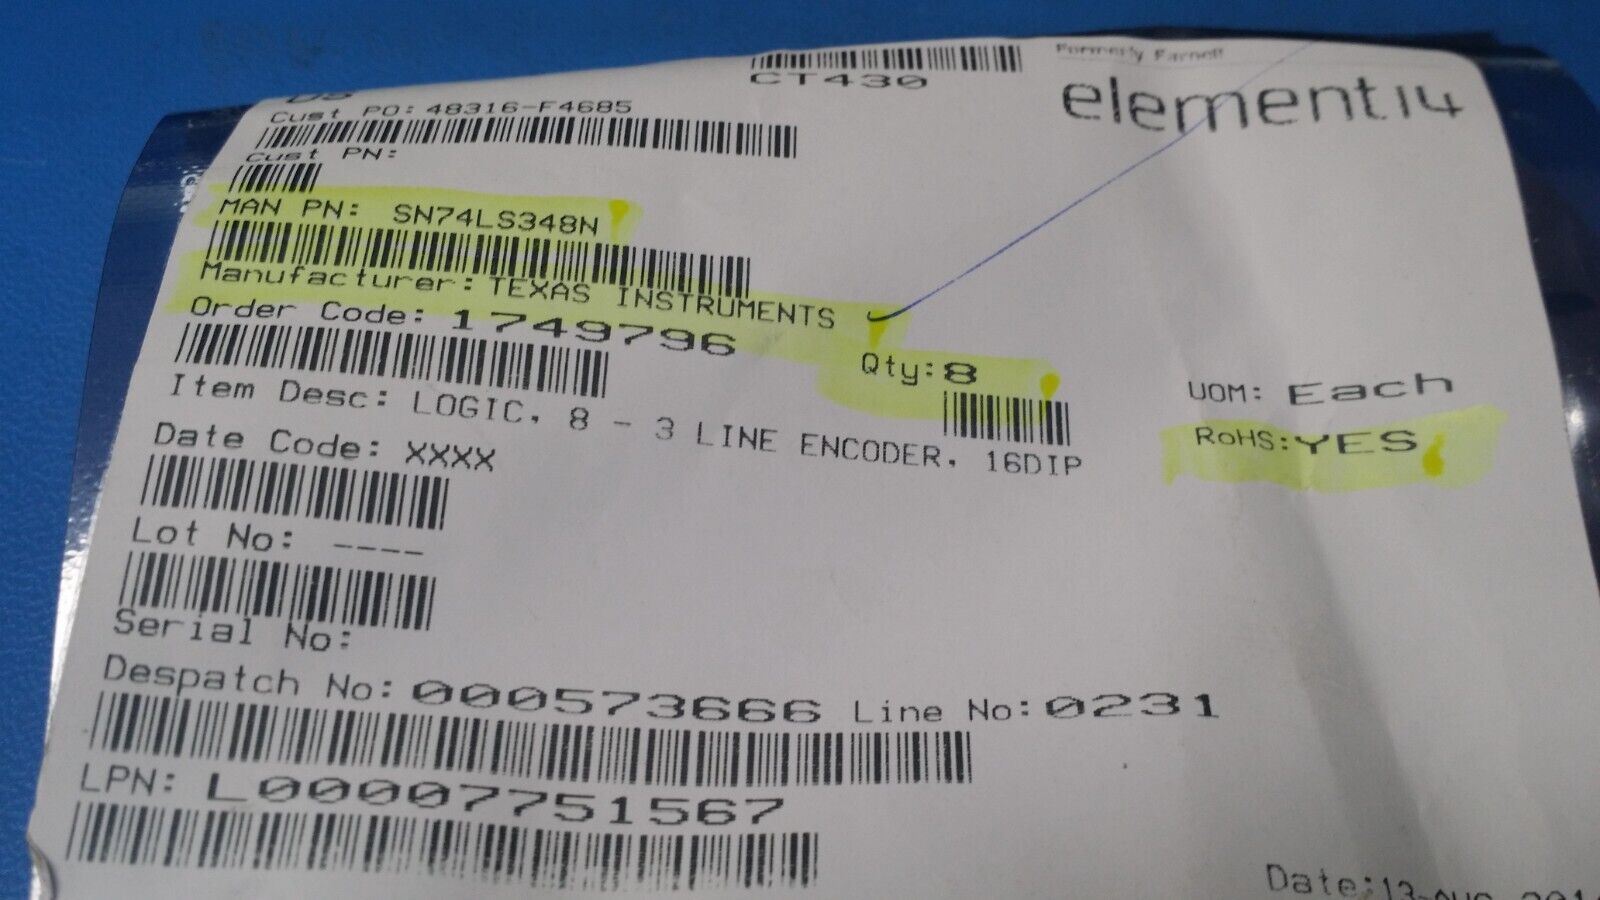 CT430
Formerly Farnell
element14
Cust PO: 48316-F4685
Cust PN:
MAN PN: SN74LS348N
Manufacturer: TEXAS INSTRUMENTS
Order Code: 1749796
Qty: 8
UOM: Each
Item Desc: LOGIC, 8 - 3 LINE ENCODER, 16DIP
RoHS: YES
Date Code: XXXX
Lot No: ----
Serial No:
Despatch No: 000573666 Line No: 0231
LPN: L00007751567
Date:13-AUG